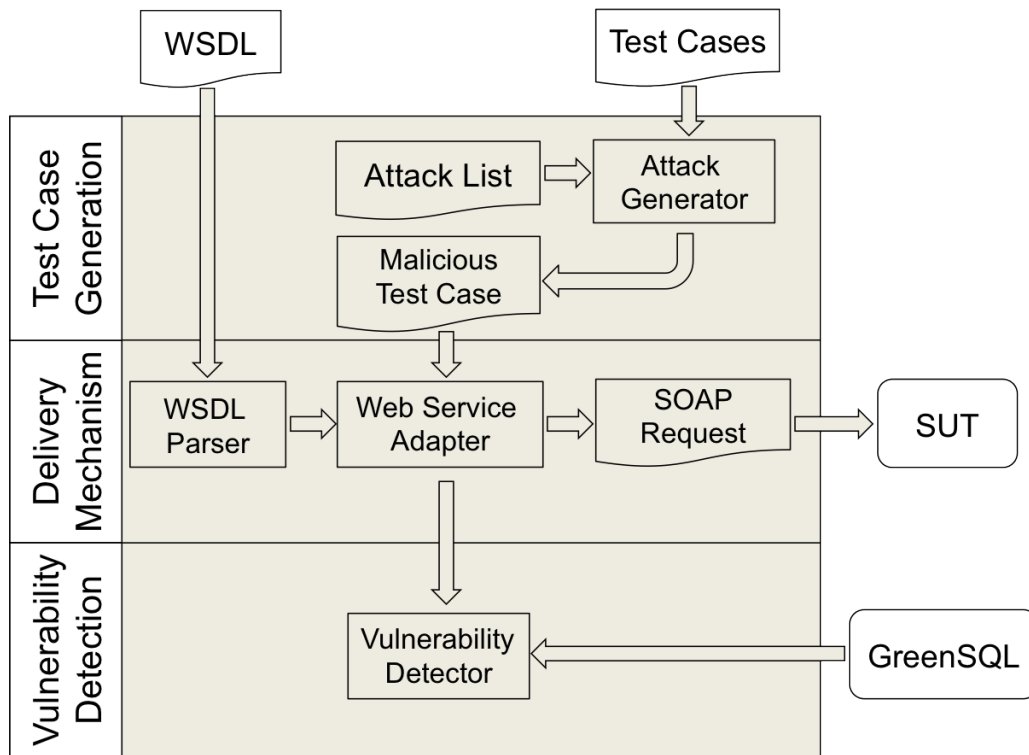 WSDL
Test Cases
Test Case
Generation
Attack List
Attack
Generator
Malicious
Test Case
Delivery
Mechanism
WSDL
Parser
Web Service
Adapter
SOAP
Request
SUT
Vulnerability
Detection
Vulnerability
Detector
GreenSQL